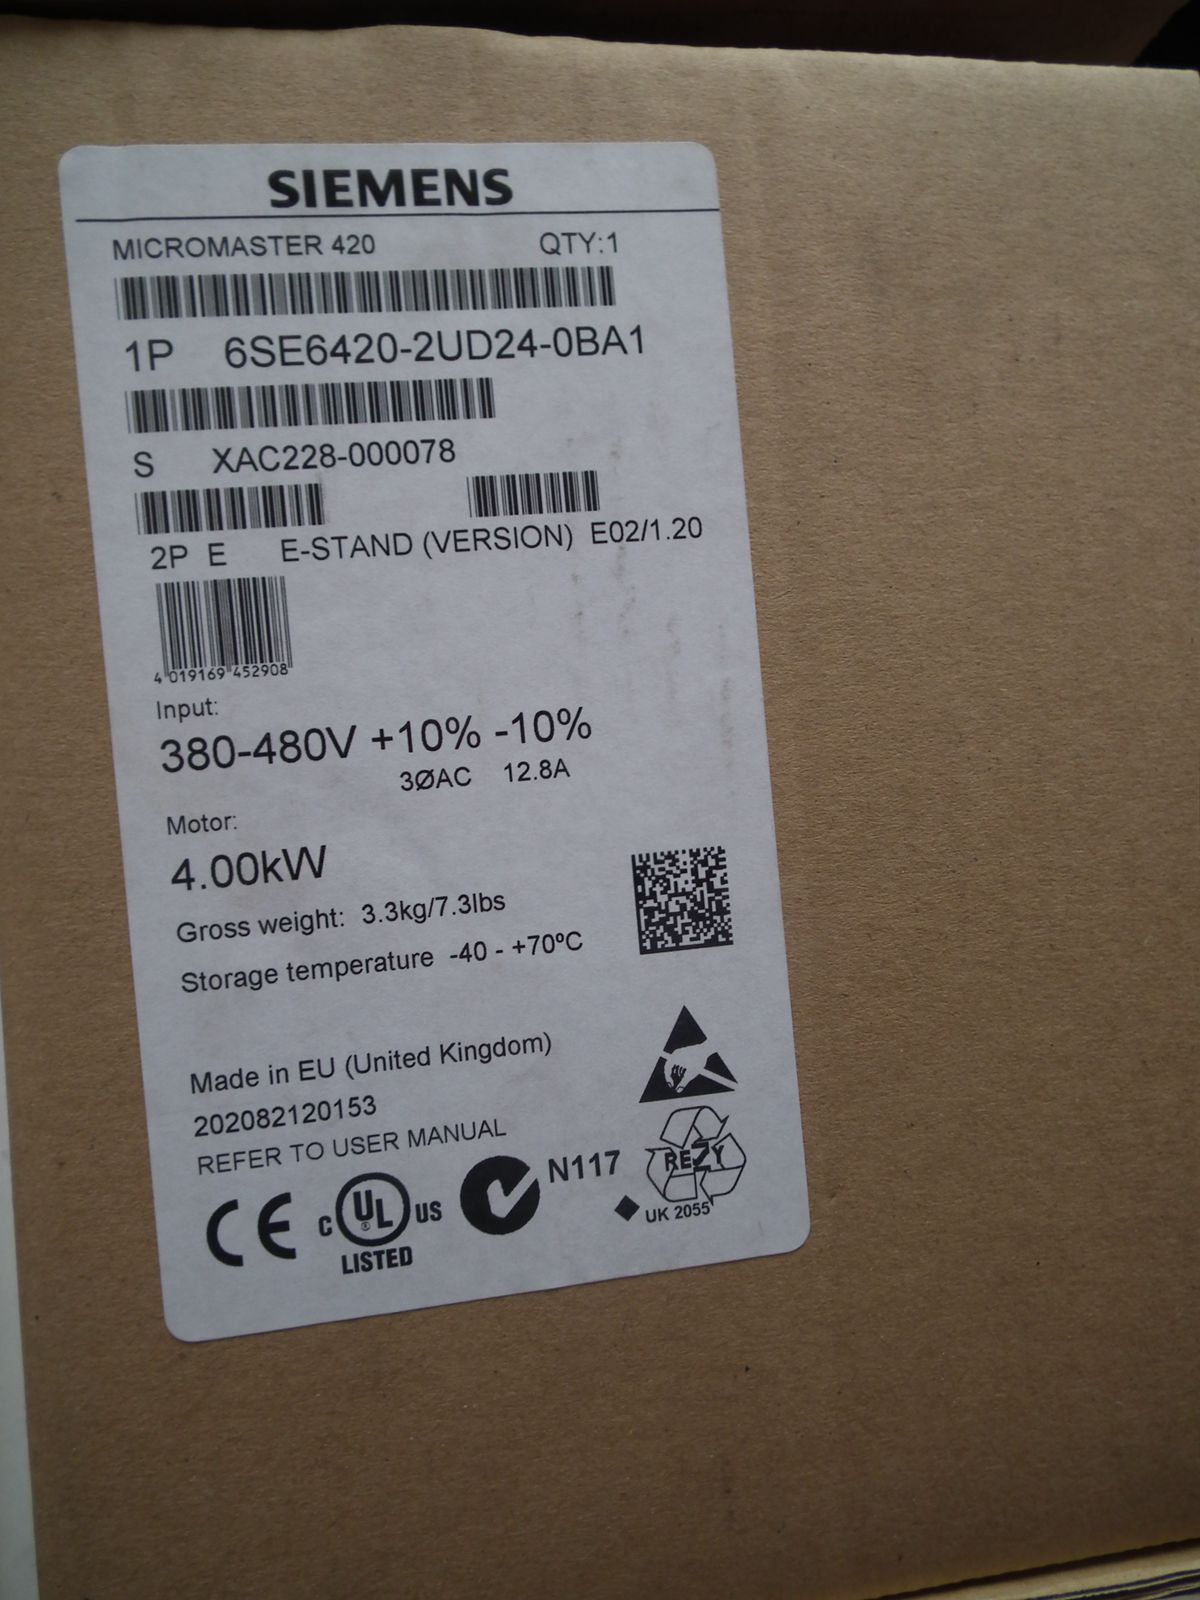 SIEMENS
MICROMASTER 420 QTY:1
1P 6SE6420-2UD24-0BA1
S XAC228-000078
2P E E-STAND (VERSION) E02/1.20
4 019169 452908
Input:
380-480V +10% -10%
3ØAC 12.8A
Motor:
4.00kW
Gross weight: 3.3kg/7.3lbs
Storage temperature -40 - +70ºC
Made in EU (United Kingdom)
202082120153
REFER TO USER MANUAL
CE C UL ® US LISTED N117
RESY
UK 2055